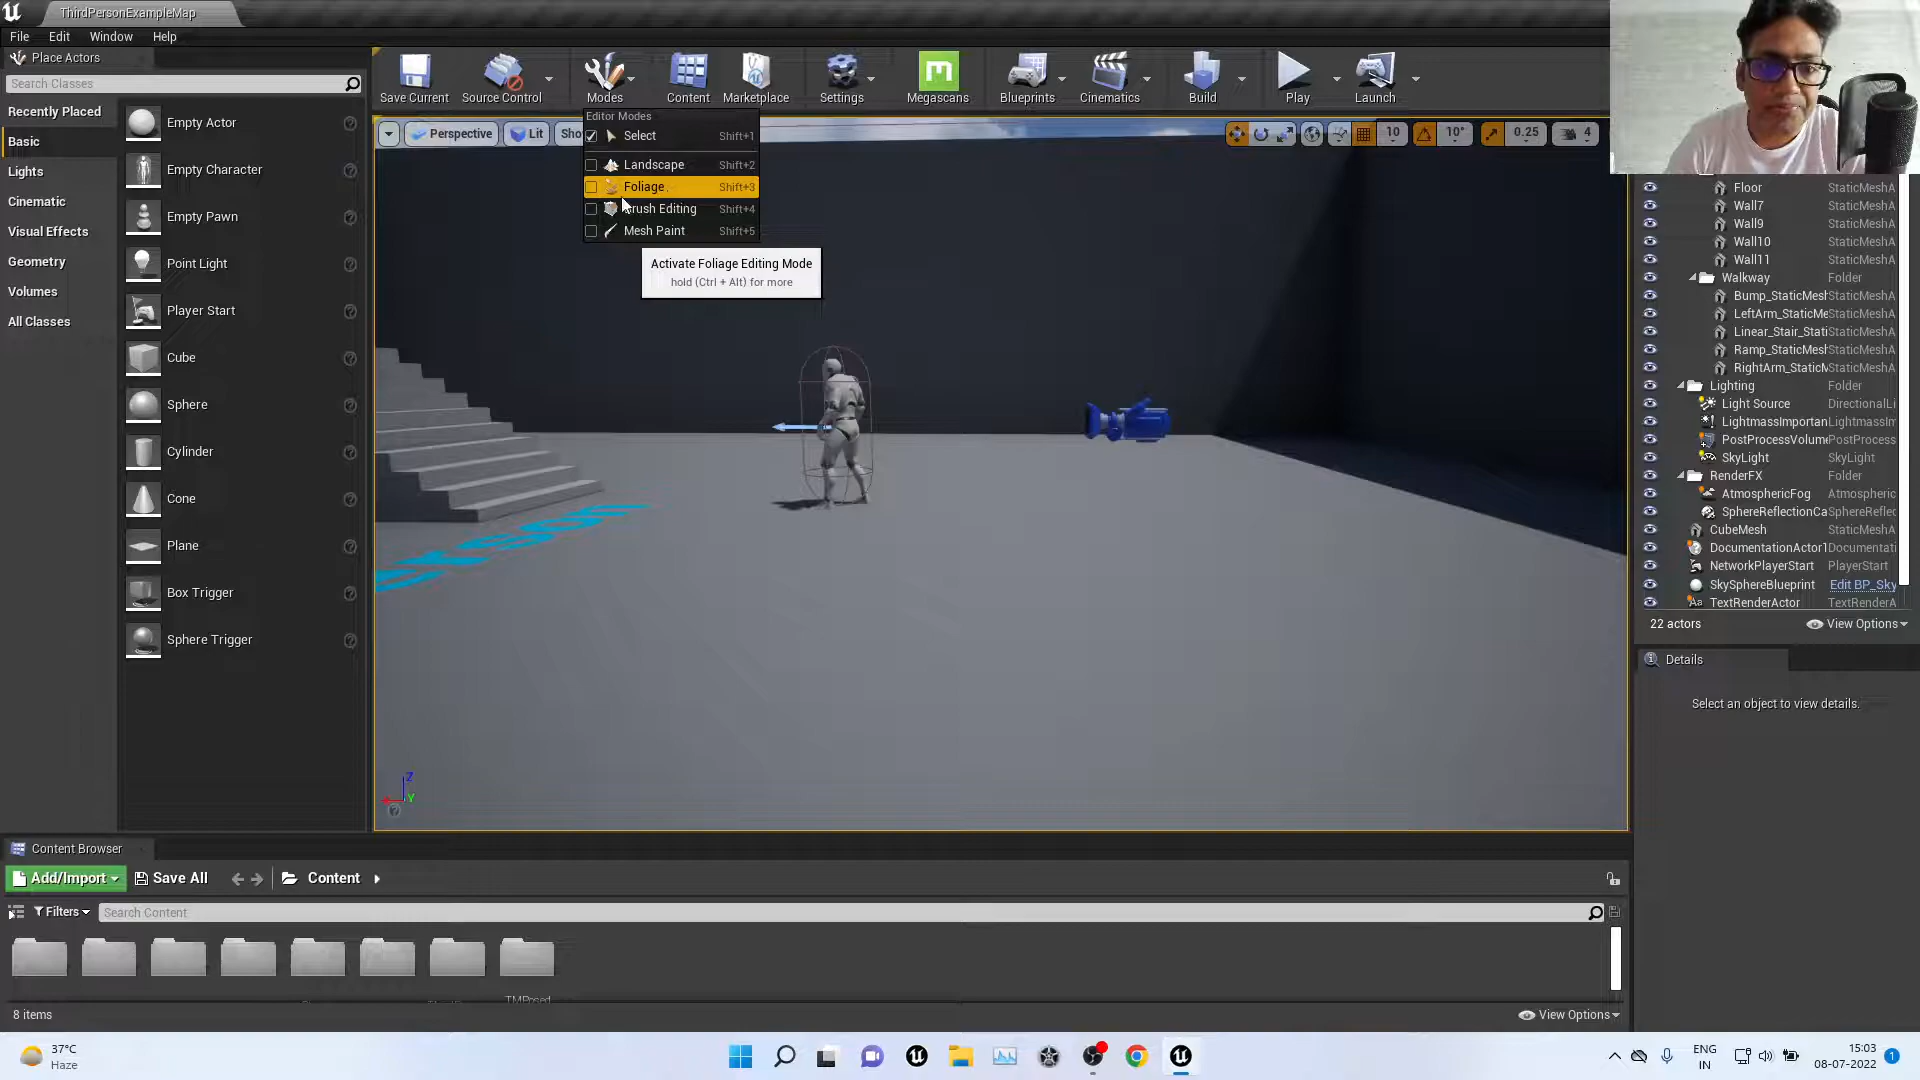 ThirdPersonExampleMap
File Edit Window Help
Place Actors
Search Classes
Recently Placed
Basic
Lights
Cinematic
Visual Effects
Geometry
Volumes
All Classes
Empty Actor
Empty Character
Empty Pawn
Point Light
Player Start
Cube
Sphere
Cylinder
Cone
Plane
Box Trigger
Sphere Trigger
Save Current Source Control Modes Content Marketplace Settings Megascans Blueprints Cinematics Build Play Launch
Perspective Lit Sho
10 10° 0.25 4
Editor Modes
Select Shift+1
Landscape Shift+2
Foliage Shift+3
Brush Editing Shift+4
Mesh Paint Shift+5
Activate Foliage Editing Mode
hold (Ctrl + Alt) for more
Z
Y
Floor StaticMeshA
Wall7 StaticMeshA
Wall9 StaticMeshA
Wall10 StaticMeshA
Wall11 StaticMeshA
Walkway Folder
Bump_StaticMesh StaticMeshA
LeftArm_StaticMe StaticMeshA
Linear_Stair_Stati StaticMeshA
Ramp_StaticMesh StaticMeshA
RightArm_StaticM StaticMeshA
Lighting Folder
Light Source DirectionalLi
LightmassImportan LightmassIm
PostProcessVolume PostProcess
SkyLight SkyLight
RenderFX Folder
AtmosphericFog Atmospheric
SphereReflectionCa SphereReflec
CubeMesh StaticMeshA
DocumentationActor1 Documentati
NetworkPlayerStart PlayerStart
SkySphereBlueprint Edit BP_Sky
TextRenderActor TextRenderA
22 actors View Options
Details
Select an object to view details.
Content Browser
Add/Import Save All Content
Filters Search Content
TMPosed
8 items View Options
37°C
Haze
ENG
IN
15:03
08-07-2022
1